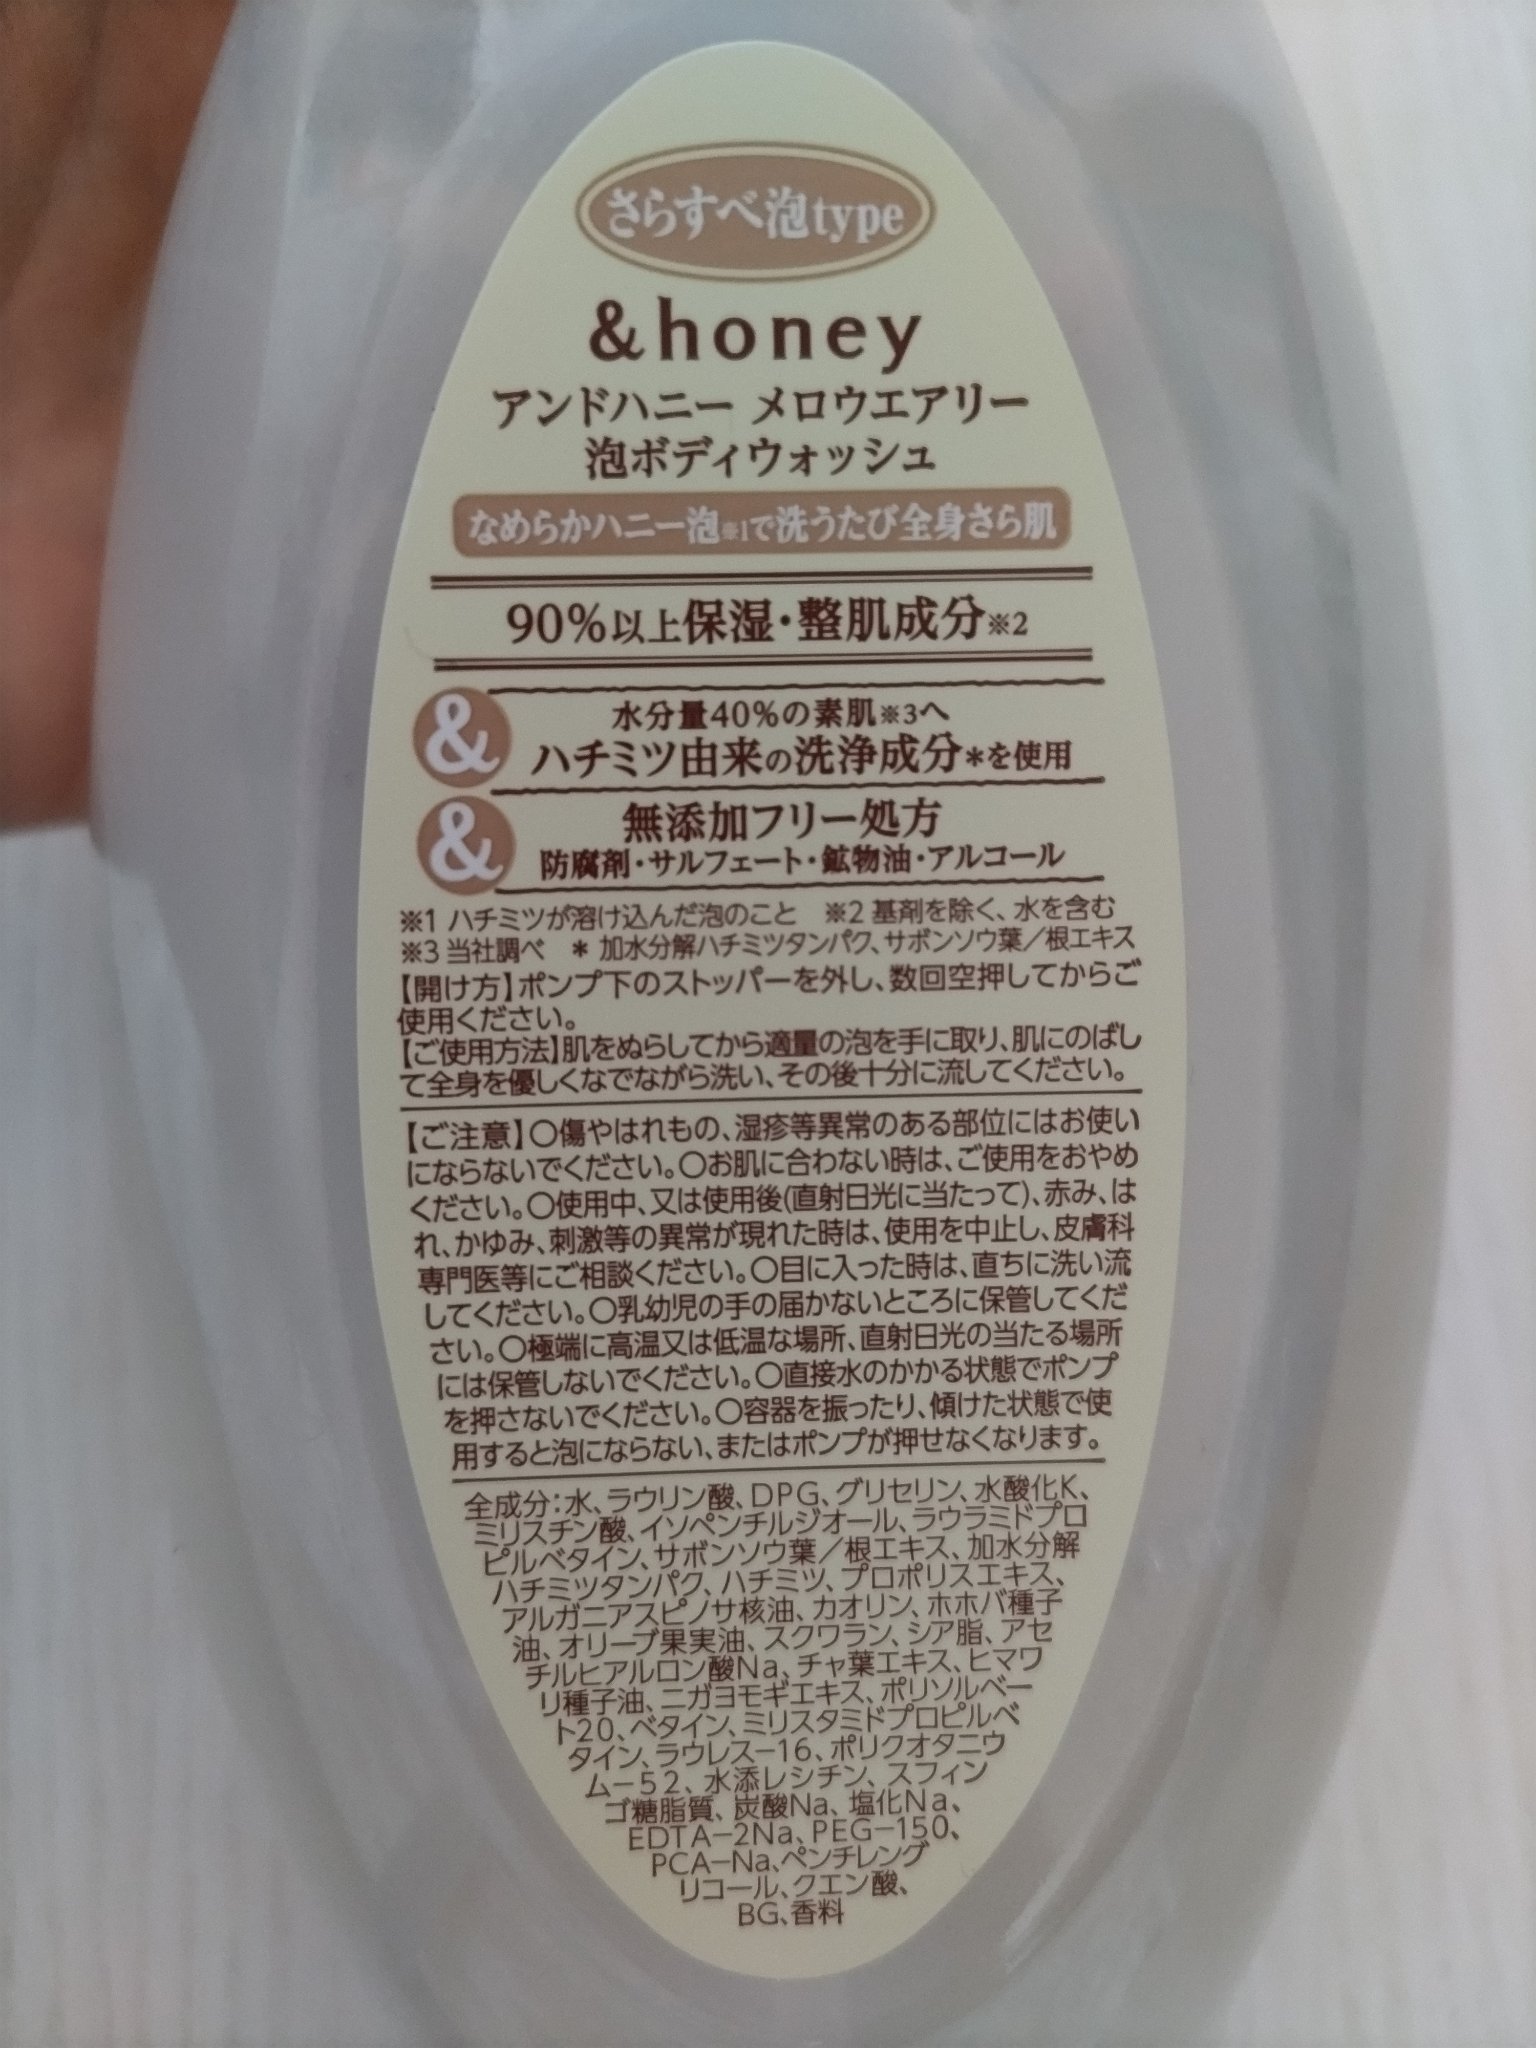 さらすべ泡type
&honey
アンドハニー メロウエアリー
泡ボディウォッシュ
なめらかハニー泡※1で洗うたび全身さら肌
90%以上保湿・整肌成分※2
& 水分量40%の素肌※3へ
ハチミツ由来の洗浄成分＊を使用
& 無添加フリー処方
防腐剤・サルフェート・鉱物油・アルコール
※1 ハチミツが溶け込んだ泡のこと ※2 基剤を除く、水を含む
※3 当社調べ ＊ 加水分解ハチミツタンパク、サボンソウ葉／根エキス
【開け方】ポンプ下のストッパーを外し、数回空押ししてからご
使用ください。
【ご使用方法】肌をぬらしてから適量の泡を手に取り、肌にのばし
て全身を優しくなでながら洗い、その後十分に流してください。
【ご注意】〇傷やはれもの、湿疹等異常のある部位にはお使い
にならないでください。〇お肌に合わない時は、ご使用をおやめ
ください。〇使用中、又は使用後(直射日光に当たって)、赤み、は
れ、かゆみ、刺激等の異常が現れた時は、使用を中止し、皮膚科
専門医等にご相談ください。〇目に入った時は、直ちに洗い流
してください。〇乳幼児の手の届かないところに保管してくだ
さい。〇極端に高温又は低温な場所、直射日光の当たる場所
には保管しないでください。〇直接水のかかる状態でポンプ
を押さないでください。〇容器を振ったり、傾けた状態で使
用すると泡にならない、またはポンプが押せなくなります。
全成分：水、ラウリン酸、DPG、グリセリン、水酸化K、
ミリスチン酸、イソペンチルジオール、ラウラミドプロ
ピルベタイン、サボンソウ葉／根エキス、加水分解
ハチミツタンパク、ハチミツ、プロポリスエキス、
アルガニアスピノサ核油、カオリン、ホホバ種子
油、オリーブ果実油、スクワラン、シア脂、アセ
チルヒアルロン酸Na、チャ葉エキス、ヒマワ
リ種子油、ニガヨモギエキス、ポリソルベー
ト20、ベタイン、ミリスタミドプロピルベ
タイン、ラウレス−16、ポリクオタニウ
ム−52、水添レシチン、スフィン
ゴ糖脂質、炭酸Na、塩化Na、
EDTA−2Na、PEG−150、
PCA−Na、ペンチレング
リコール、クエン酸、
BG、香料